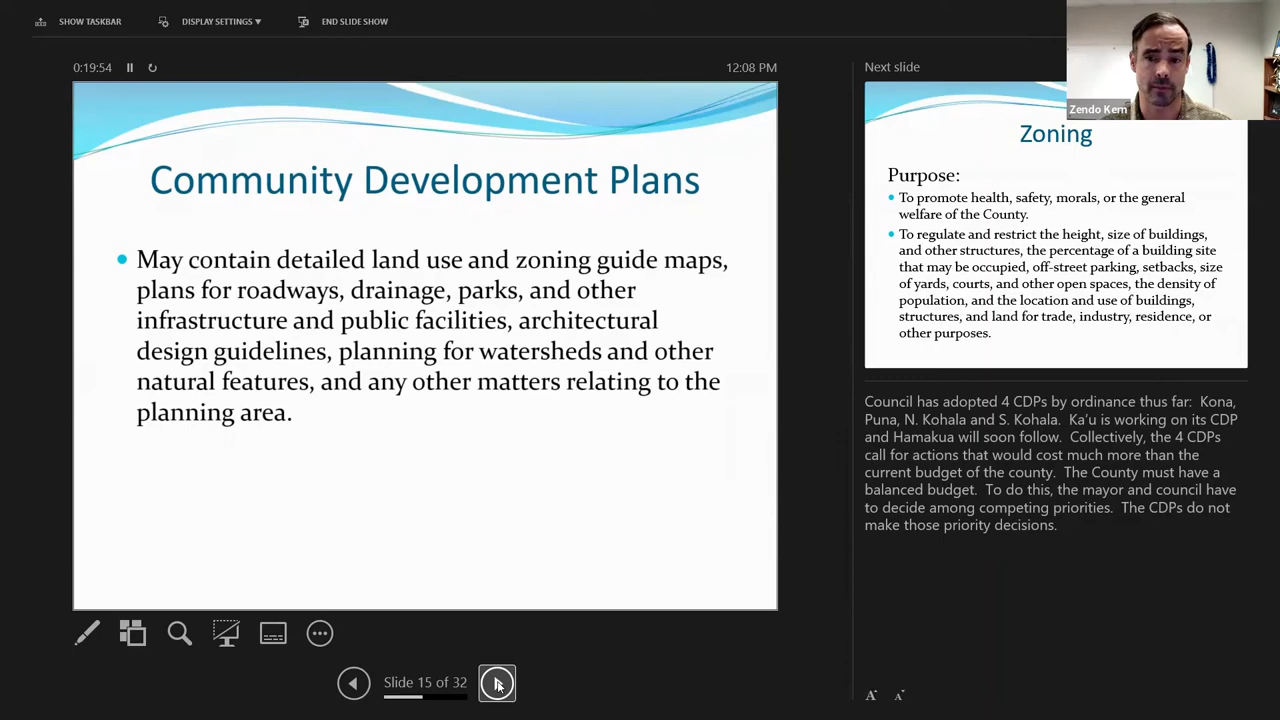 SHOW TASKBAR
DISPLAY SETTINGS ▼
END SLIDE SHOW
0:19:54
12:08 PM
Community Development Plans
• May contain detailed land use and zoning guide maps,
plans for roadways, drainage, parks, and other
infrastructure and public facilities, architectural
design guidelines, planning for watersheds and other
natural features, and any other matters relating to the
planning area.
Slide 15 of 32
Next slide
Zendo Kern
Zoning
Purpose:
• To promote health, safety, morals, or the general
welfare of the County.
• To regulate and restrict the height, size of buildings,
and other structures, the percentage of a building site
that may be occupied, off-street parking, setbacks, size
of yards, courts, and other open spaces, the density of
population, and the location and use of buildings,
structures, and land for trade, industry, residence, or
other purposes.
Council has adopted 4 CDPs by ordinance thus far: Kona,
Puna, N. Kohala and S. Kohala. Ka'u is working on its CDP
and Hamakua will soon follow. Collectively, the 4 CDPs
call for actions that would cost much more than the
current budget of the county. The County must have a
balanced budget. To do this, the mayor and council have
to decide among competing priorities. The CDPs do not
make those priority decisions.
A A